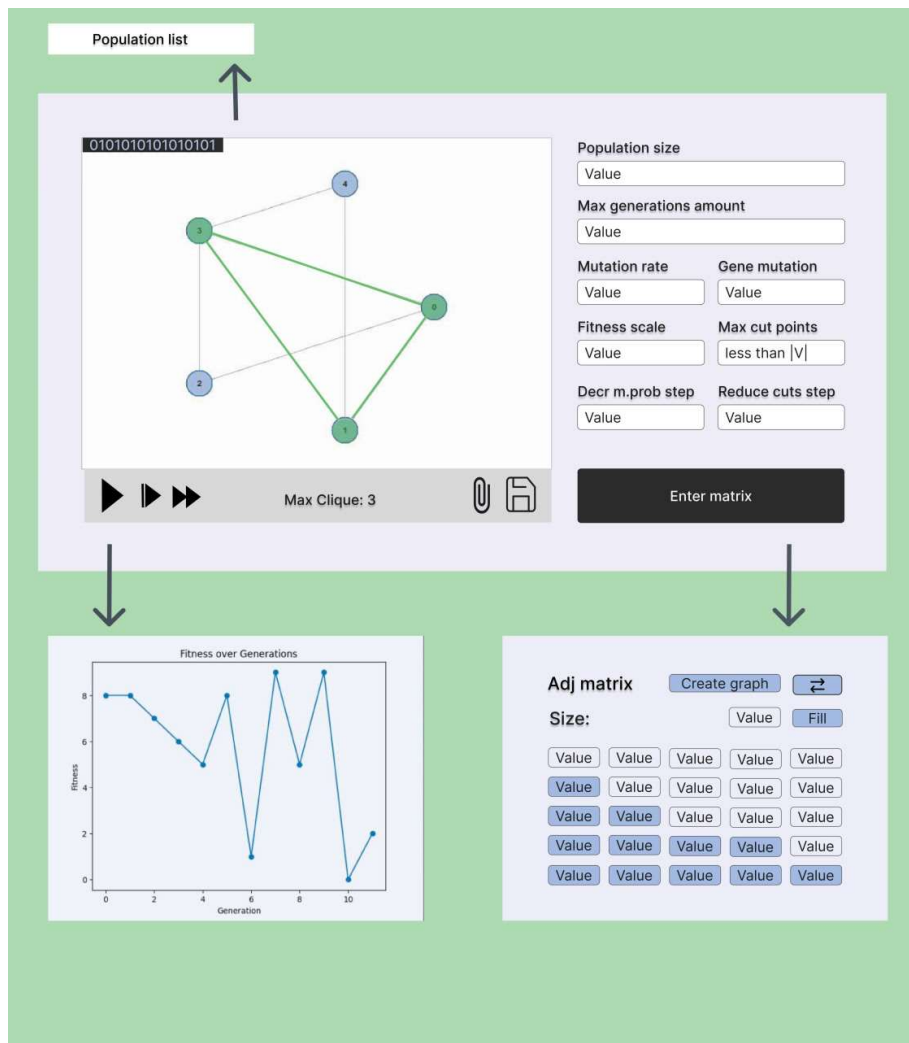 Population list
0101010101010101
4
3
0
2
1
Max Clique: 3
Population size
Value
Max generations amount
Value
Mutation rate Gene mutation
Value Value
Fitness scale Max cut points
Value less than |V|
Decr m.prob step Reduce cuts step
Value Value
Enter matrix
Fitness over Generations
Fitness
8
6
4
2
0
0 2 4 6 8 10
Generation
Adj matrix Create graph ⇄
Size: Value Fill
Value Value Value Value Value
Value Value Value Value Value
Value Value Value Value Value
Value Value Value Value Value
Value Value Value Value Value